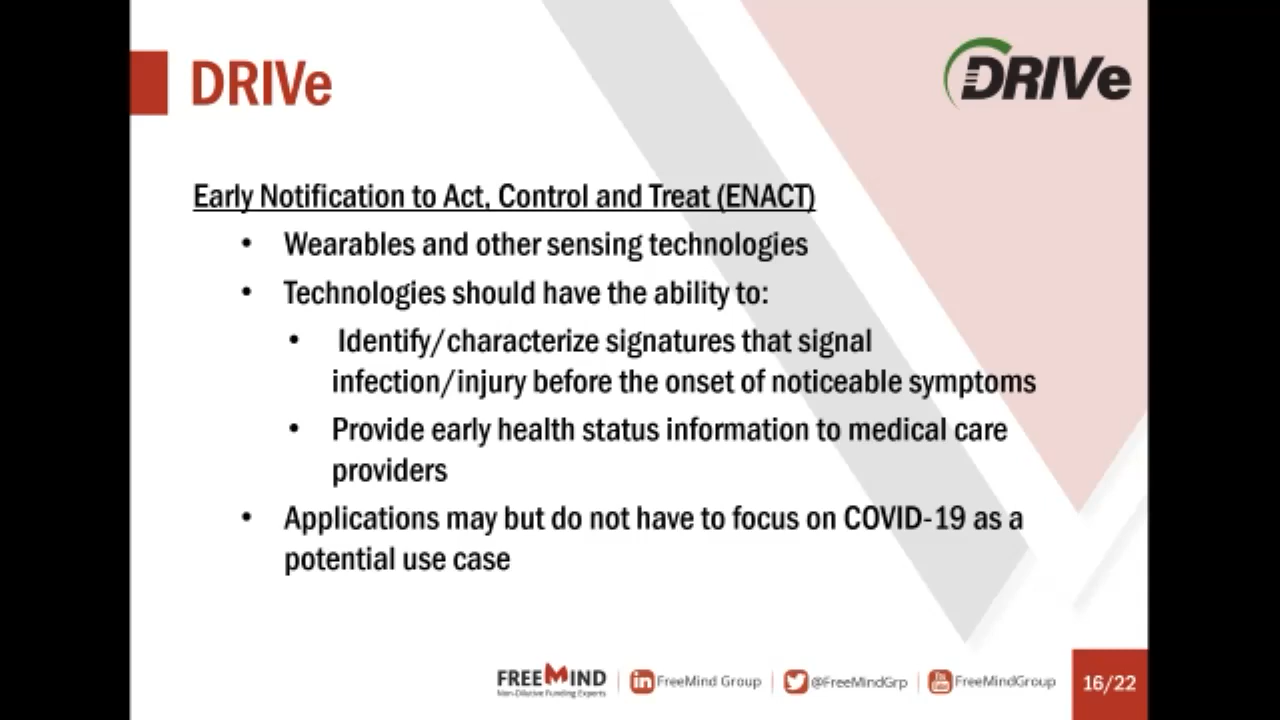 DRIVe
DRIVe
Early Notification to Act, Control and Treat (ENACT)
• Wearables and other sensing technologies
• Technologies should have the ability to:
• Identify/characterize signatures that signal
infection/injury before the onset of noticeable symptoms
• Provide early health status information to medical care
providers
• Applications may but do not have to focus on COVID-19 as a
potential use case
FREEMIND
Non-Dilutive Funding Experts
in FreeMind Group
@FreeMindGrp
You Tube FreeMindGroup
16/22